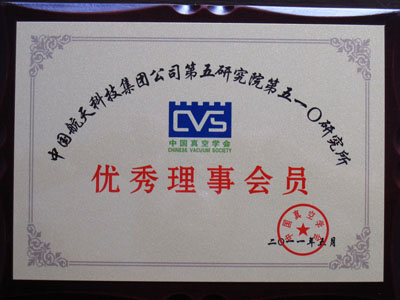 中国航天科技集团公司第五研究院第五一〇研究所
CVS
中国真空学会
CHINESE VACUUM SOCIETY
优秀理事会员
中国真空学会
二〇一一年五月